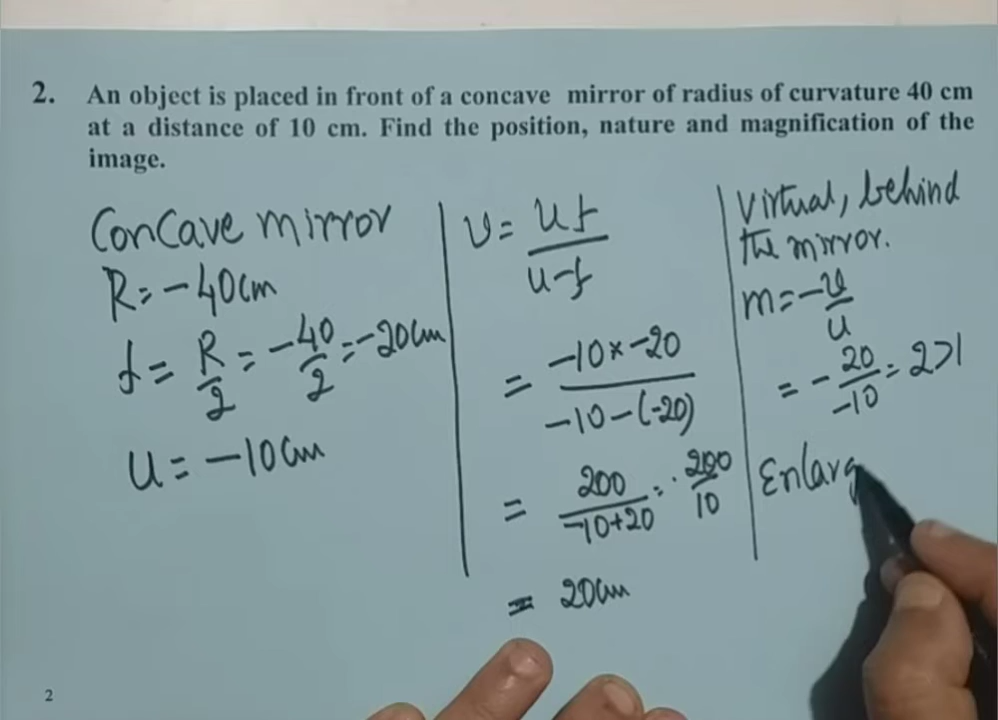 2. An object is placed in front of a concave mirror of radius of curvature 40 cm
at a distance of 10 cm. Find the position, nature and magnification of the
image.
Concave mirror
R = -40cm
f = R/2 = -40/2 = -20cm
u = -10cm
v = uf/u-f
= -10 × -20/-10-(-20)
= 200/-10+20 = 200/10
= 20cm
Virtual, behind
the mirror.
m = -v/u
= -20/-10 = 2>1
Enlarg
2